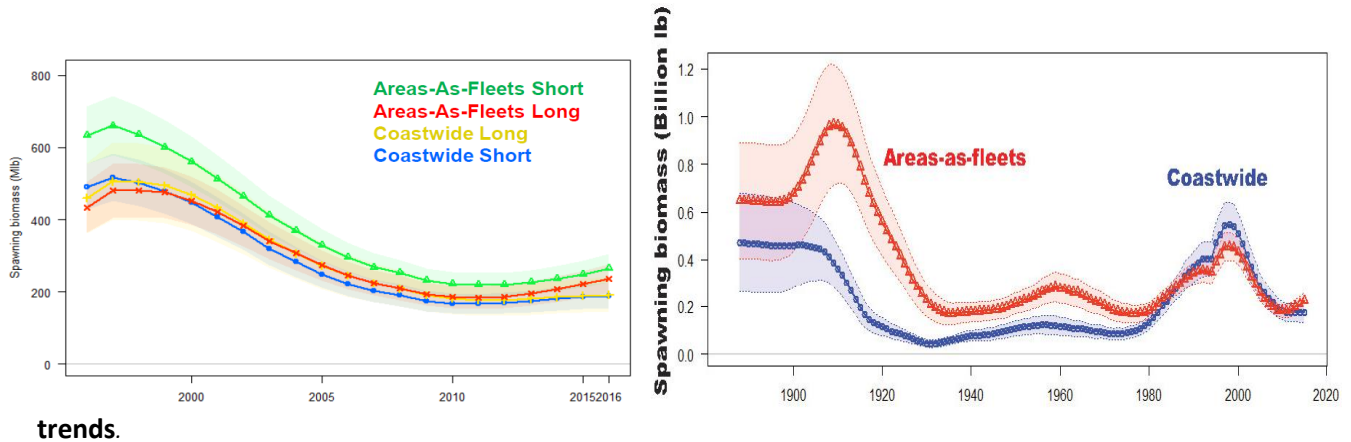 Spawning biomass (Mlb)
800
600
400
200
0
Areas-As-Fleets Short
Areas-As-Fleets Long
Coastwide Long
Coastwide Short
2000
2005
2010
20152016
Spawning biomass (Billion lb)
1.2
1.0
0.8
0.6
0.4
0.2
0.0
Areas-as-fleets
Coastwide
1900
1920
1940
1960
1980
2000
2020
trends.